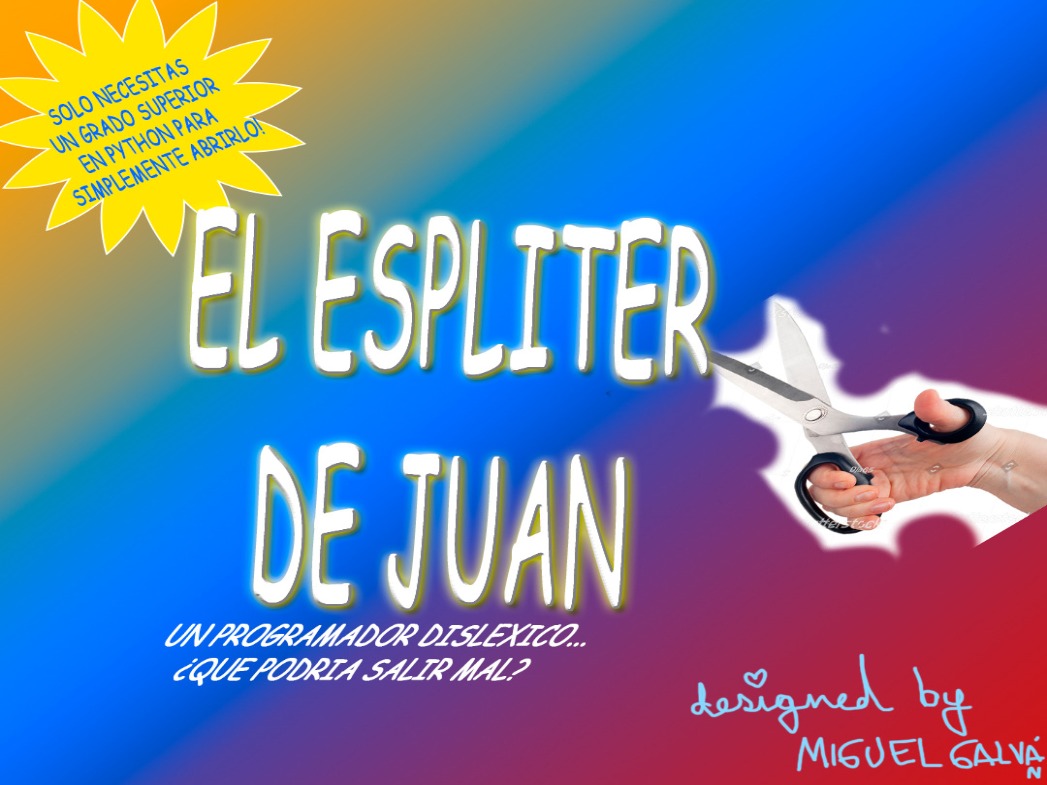 SOLO NECESITAS
UN GRADO SUPERIOR
EN PYTHON PARA
SIMPLEMENTE ABRIRLO!
EL ESPLITER
DE JUAN
UN PROGRAMADOR DISLEXICO...
¿QUE PODRIA SALIR MAL?
designed by
MIGUEL GALVÁN